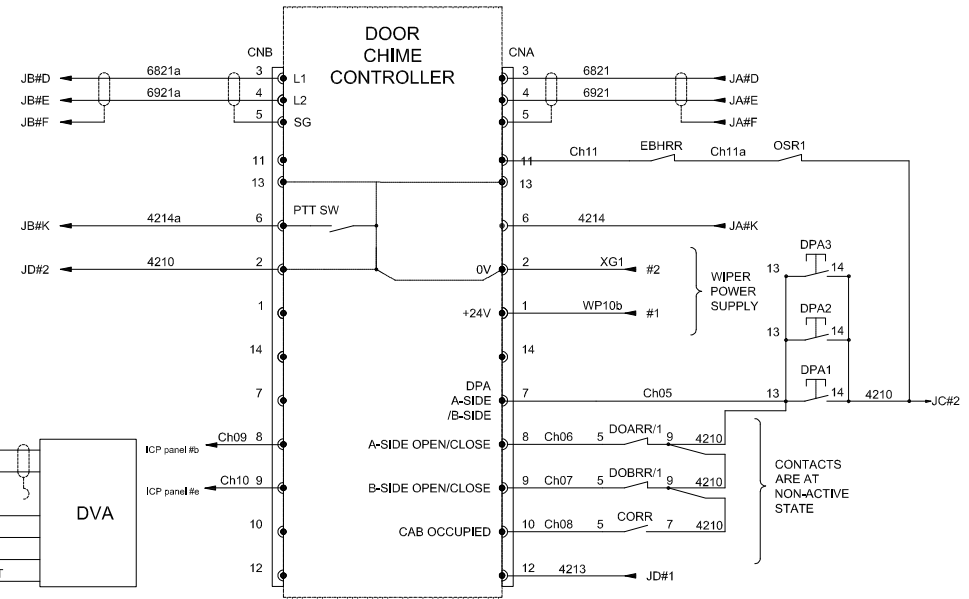 DOOR
CHIME
CONTROLLER
CNB
CNA
JB#D 6821a 3 L1 3 6821 JA#D
JB#E 6921a 4 L2 4 6921 JA#E
JB#F 5 SG 5 JA#F
11 11 Ch11 EBHRR Ch11a OSR1
13 13
JB#K 4214a 6 PTT SW 6 4214 JA#K
JD#2 4210 2 0V 2 XG1 #2
1 +24V 1 WP10b #1
WIPER
POWER
SUPPLY
DPA3
13 14
DPA2
13 14
14 14
DPA1
7 DPA
A-SIDE
/B-SIDE
7 Ch05 13 14 4210 JC#2
ICP panel #b Ch09 8 A-SIDE OPEN/CLOSE 8 Ch06 5 DOARR/1 9 4210
ICP panel #e Ch10 9 B-SIDE OPEN/CLOSE 9 Ch07 5 DOBRR/1 9 4210
10 CAB OCCUPIED 10 Ch08 5 CORR 7 4210
12 12 4213 JD#1
CONTACTS
ARE AT
NON-ACTIVE
STATE
DVA